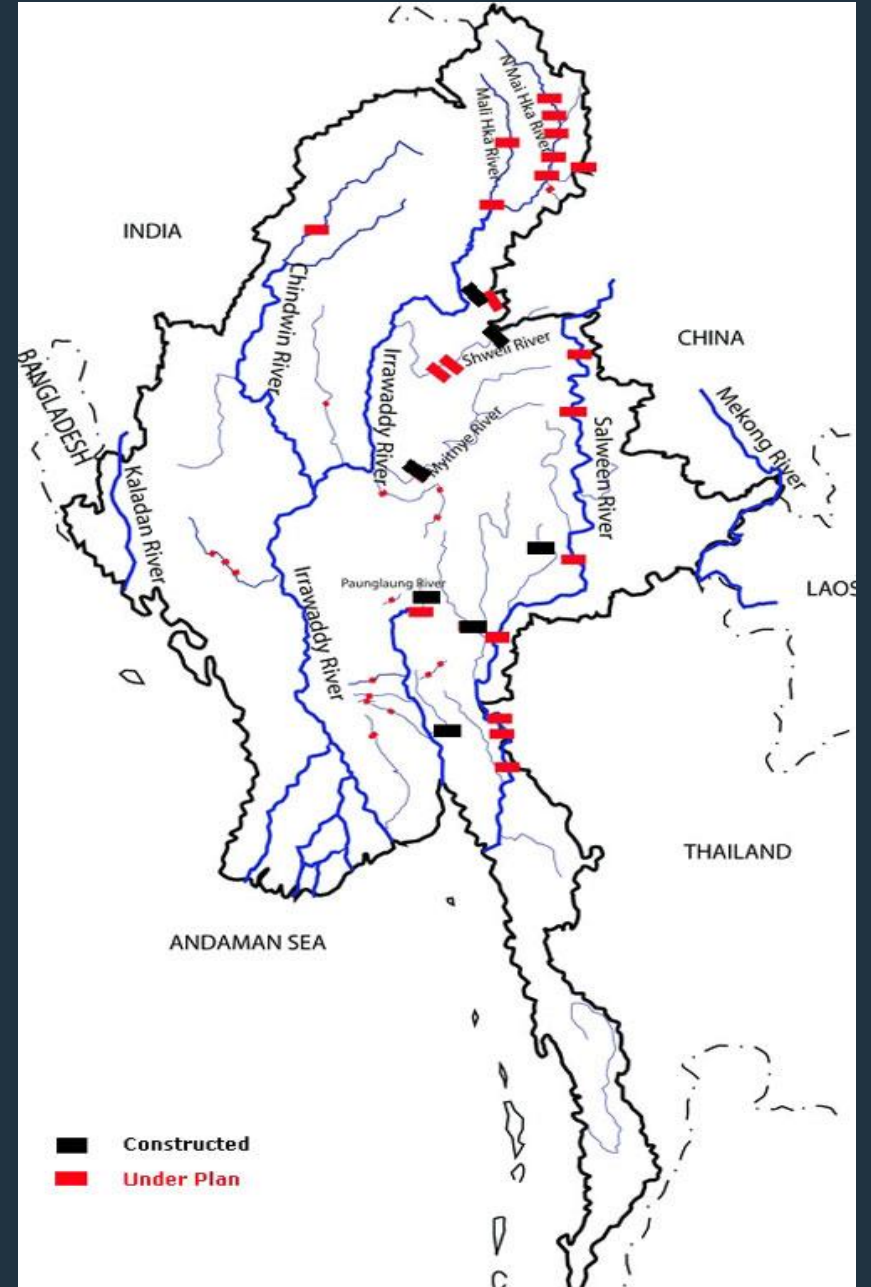 N'Mai Hka River
Mali Hka River
INDIA
Chindwin River
CHINA
Shweli River
Irrawaddy River
BANGLADESH
Mekong River
Myithye River
Salween River
Kaladan River
Irrawaddy River
Paunglaung River
LAOS
THAILAND
ANDAMAN SEA
Constructed
Under Plan